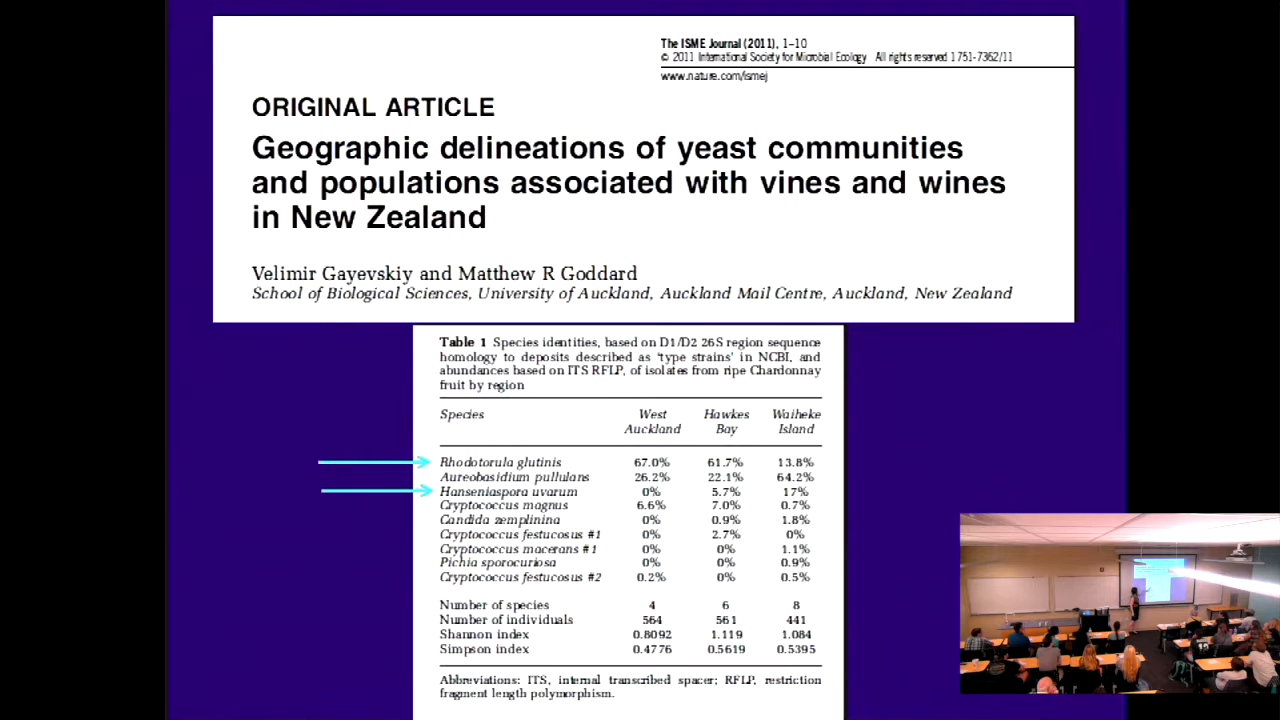 The ISME Journal (2011), 1–10
© 2011 International Society for Microbial Ecology All rights reserved 1751-7362/11
www.nature.com/ismej
ORIGINAL ARTICLE
Geographic delineations of yeast communities
and populations associated with vines and wines
in New Zealand
Velimir Gayevskiy and Matthew R Goddard
School of Biological Sciences, University of Auckland, Auckland Mail Centre, Auckland, New Zealand
Table 1 Species identities, based on D1/D2 26S region sequence
homology to deposits described as 'type strains' in NCBI, and
abundances based on ITS RFLP, of isolates from ripe Chardonnay
fruit by region
Species West Hawkes Waiheke
Auckland Bay Island
Rhodotorula glutinis 67.0% 61.7% 13.8%
Aureobasidium pullulans 26.2% 22.1% 64.2%
Hanseniaspora uvarum 0% 5.7% 17%
Cryptococcus magnus 6.6% 7.0% 0.7%
Candida zemplinina 0% 0.9% 1.8%
Cryptococcus festucosus #1 0% 2.7% 0%
Cryptococcus macerans #1 0% 0% 1.1%
Pichia sporocuriosa 0% 0% 0.9%
Cryptococcus festucosus #2 0.2% 0% 0.5%
Number of species 4 6 8
Number of individuals 564 561 441
Shannon index 0.8092 1.119 1.084
Simpson index 0.4776 0.5619 0.5395
Abbreviations: ITS, internal transcribed spacer; RFLP, restriction
fragment length polymorphism.